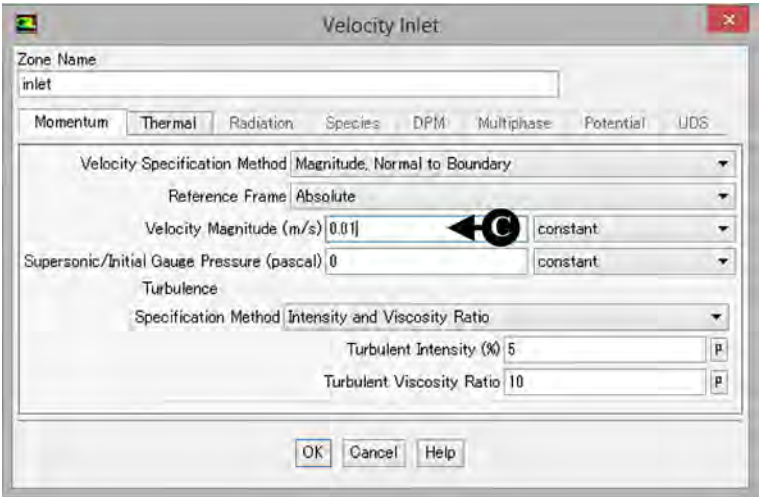 Velocity Inlet
Zone Name
inlet
Momentum Thermal Radiation Species DPM Multiphase Potential UDS
Velocity Specification Method Magnitude, Normal to Boundary
Reference Frame Absolute
Velocity Magnitude (m/s) 0.01 C constant
Supersonic/Initial Gauge Pressure (pascal) 0 constant
Turbulence
Specification Method Intensity and Viscosity Ratio
Turbulent Intensity (%) 5 P
Turbulent Viscosity Ratio 10 P
OK Cancel Help